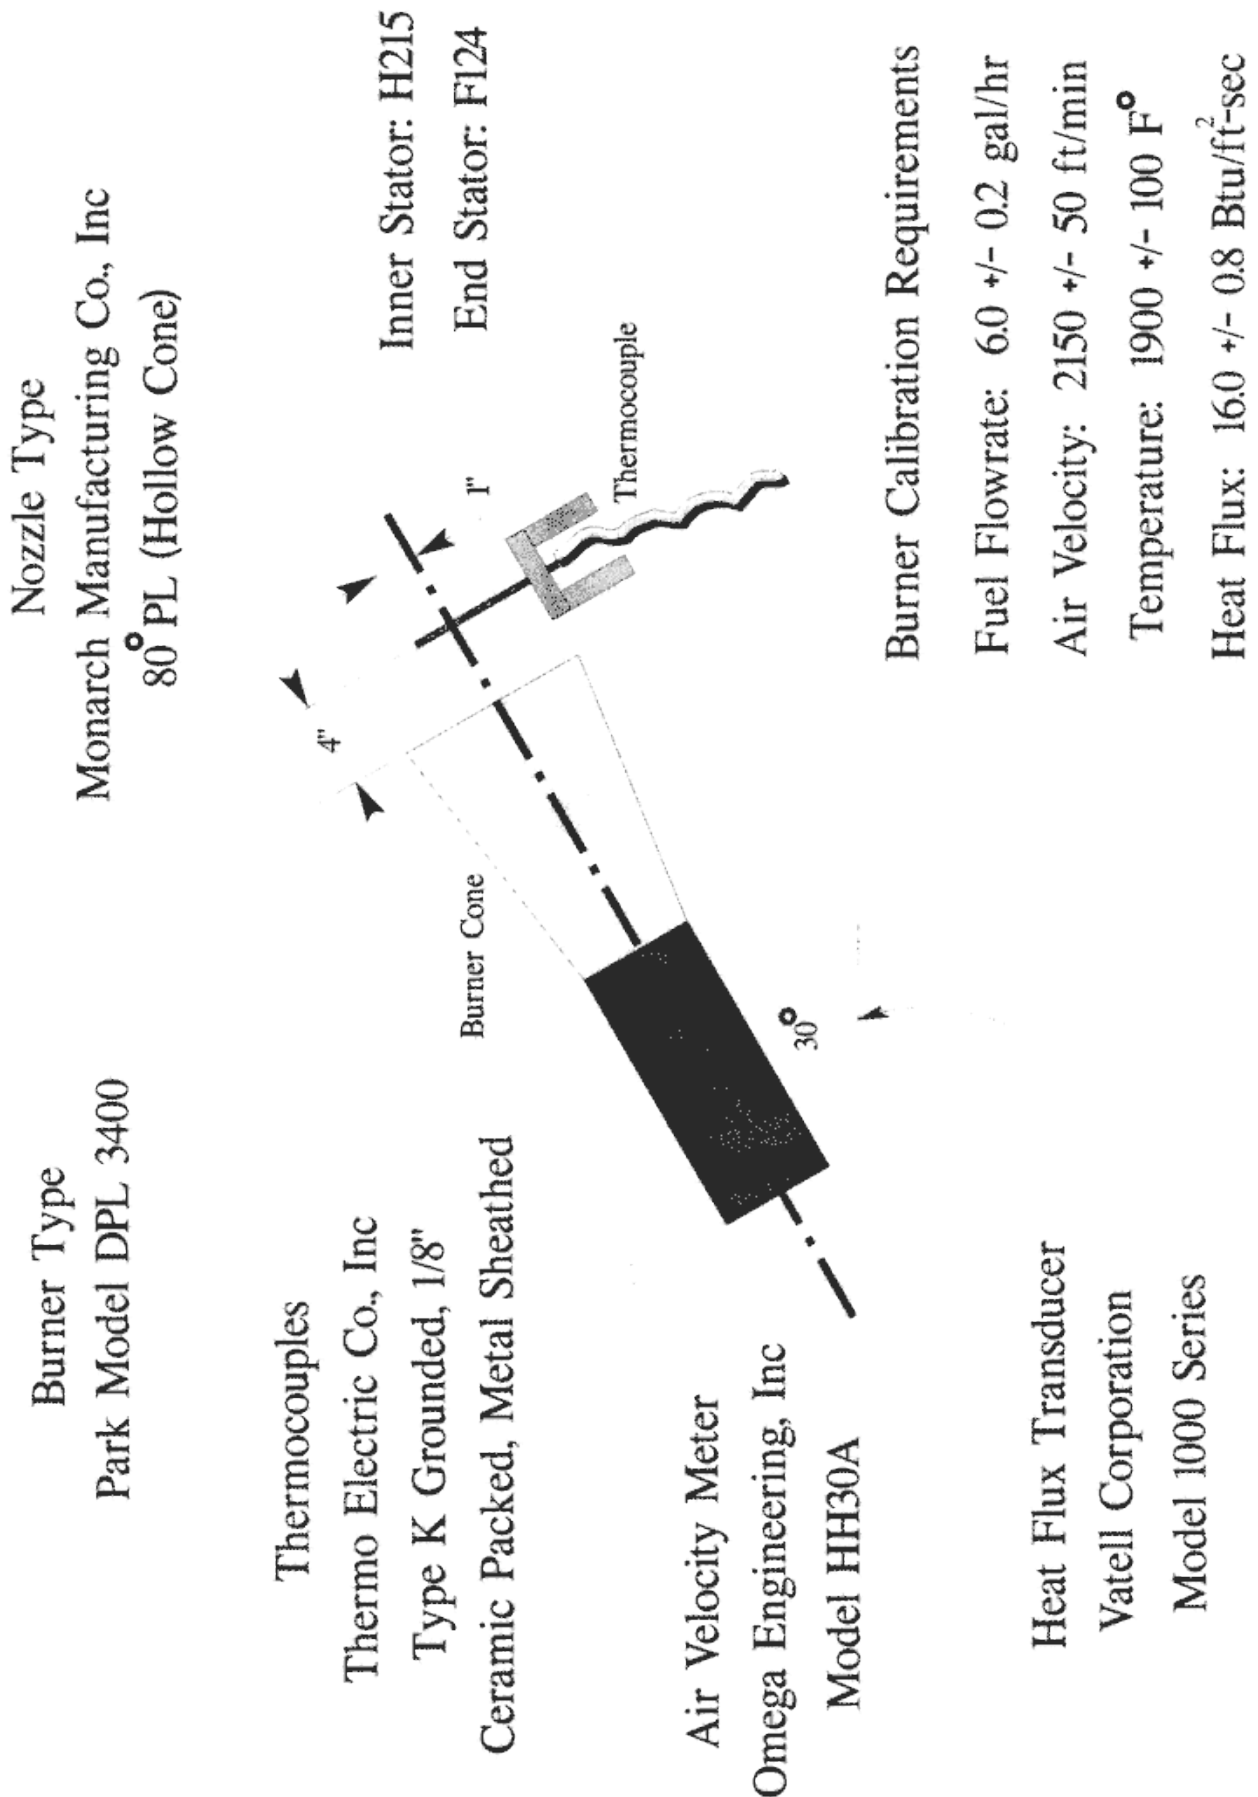 Burner Type
Park Model DPL 3400
Nozzle Type
Monarch Manufacturing Co., Inc
80° PL (Hollow Cone)
Thermocouples
Thermo Electric Co., Inc
Type K Grounded, 1/8"
Ceramic Packed, Metal Sheathed
Inner Stator: H215
End Stator: F124
4"
1"
Burner Cone
Thermocouple
30°
Air Velocity Meter
Omega Engineering, Inc
Model HH30A
Heat Flux Transducer
Vatell Corporation
Model 1000 Series
Burner Calibration Requirements
Fuel Flowrate: 6.0 +/- 0.2 gal/hr
Air Velocity: 2150 +/- 50 ft/min
Temperature: 1900 +/- 100 F°
Heat Flux: 16.0 +/- 0.8 Btu/ft²-sec